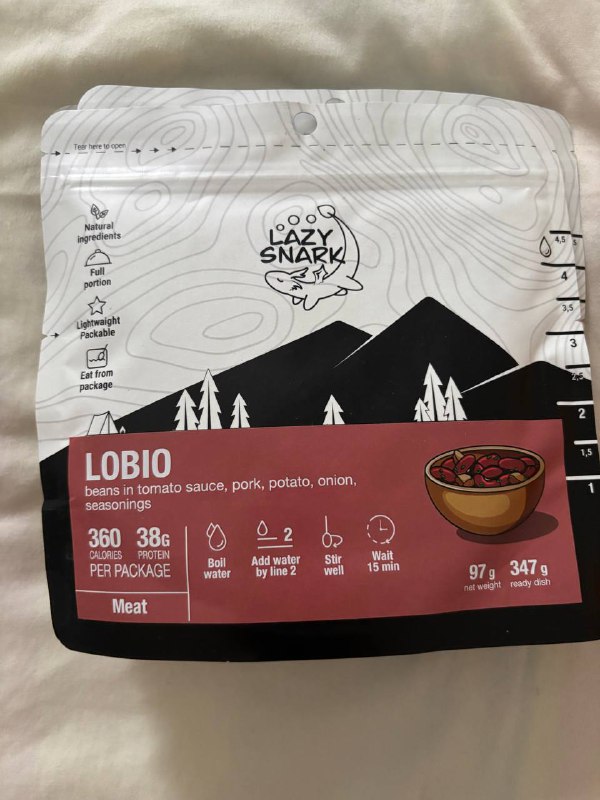 Tear here to open
LAZY
SNARK
Natural
ingredients
Full
portion
Lightwaight
Packable
Eat from
package
4,5
5
4
3,5
3
2,5
2
1,5
1
LOBIO
beans in tomato sauce, pork, potato, onion,
seasonings
360
CALORIES
38G
PROTEIN
PER PACKAGE
Meat
Boil
water
2
Add water
by line 2
Stir
well
Wait
15 min
97 g
net weight
347 g
ready dish